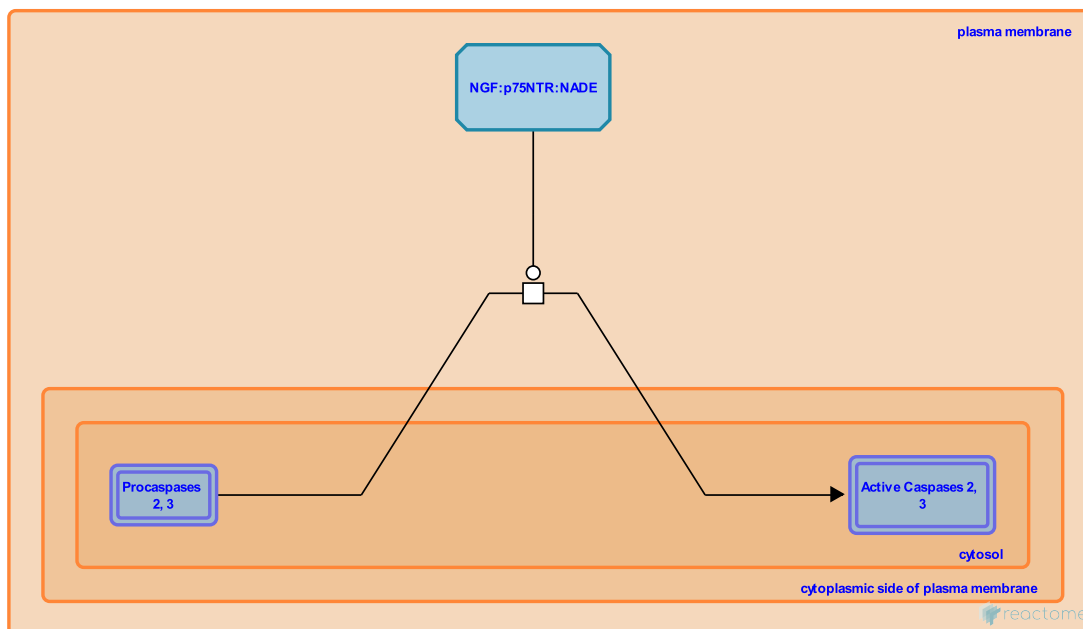 plasma membrane
NGF:p75NTR:NADE
Procaspases
2, 3
Active Caspases 2,
3
cytosol
cytoplasmic side of plasma membrane
reactome